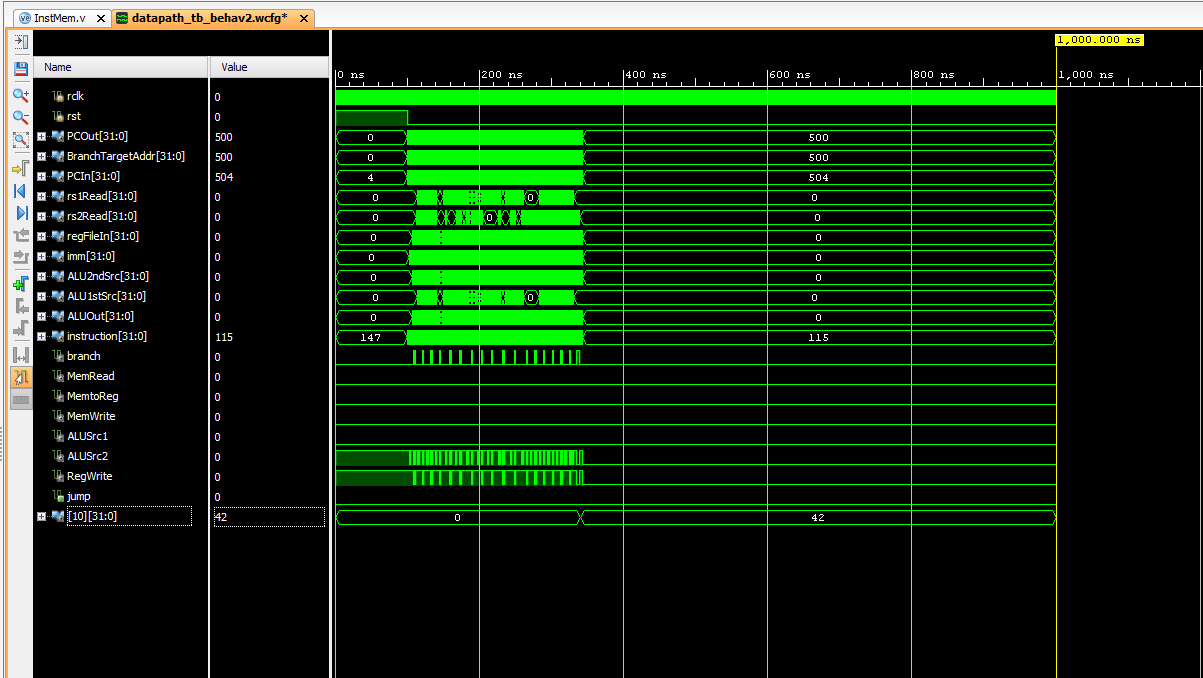 InstMem.v
datapath_tb_behav2.wcfg*
1,000.000 ns
Name Value
0 ns 200 ns 400 ns 600 ns 800 ns 1,000 ns
rclk 0
rst 0
PCOut[31:0] 500 0 500
BranchTargetAddr[31:0] 500 0 500
PCIn[31:0] 504 4 504
rs1Read[31:0] 0 0 0 0
rs2Read[31:0] 0 0 0 0
regFileIn[31:0] 0 0 0
imm[31:0] 0 0 0
ALU2ndSrc[31:0] 0 0 0
ALU1stSrc[31:0] 0 0 0 0
ALUOut[31:0] 0 0 0
instruction[31:0] 115 147 115
branch 0
MemRead 0
MemtoReg 0
MemWrite 0
ALUSrc1 0
ALUSrc2 0
RegWrite 0
jump 0
[10][31:0] 42 0 42